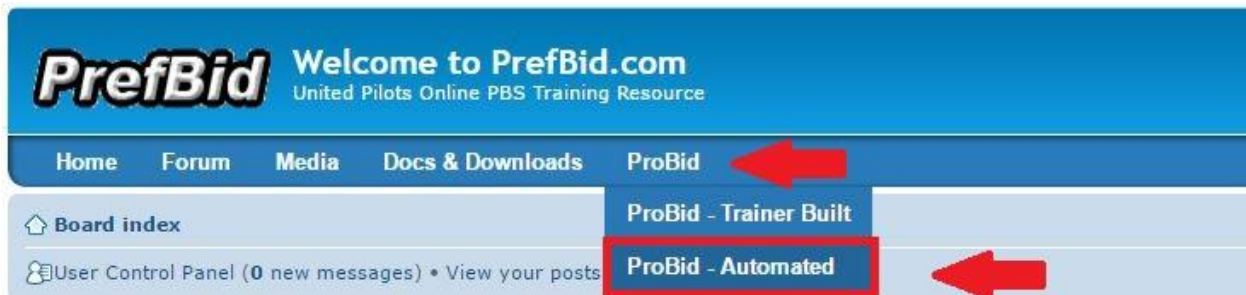 PrefBid
Welcome to PrefBid.com
United Pilots Online PBS Training Resource
Home Forum Media Docs & Downloads ProBid
ProBid - Trainer Built
Board index
ProBid - Automated
User Control Panel (0 new messages) • View your posts